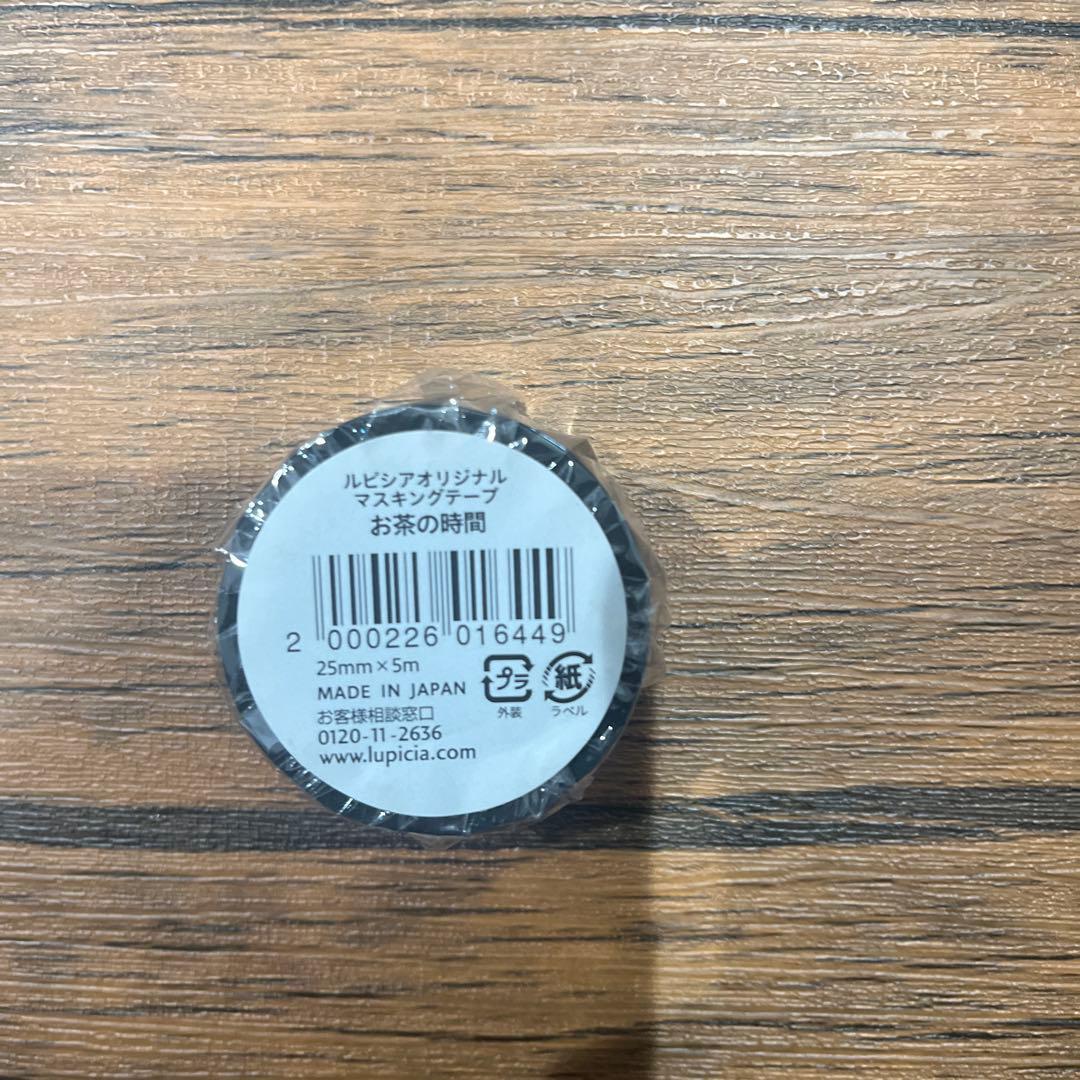 ルピシアオリジナル
マスキングテープ
お茶の時間
2 000226 016449
25mm×5m
MADE IN JAPAN
プラ 紙
外装 ラベル
お客様相談窓口
0120-11-2636
www.lupicia.com